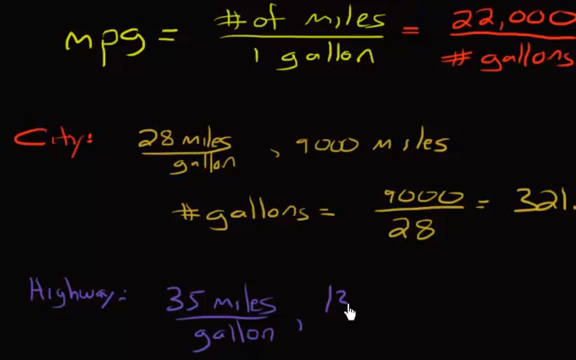 mpg = # of miles / 1 gallon = 22,000 / # gallons
City: 28 miles / gallon , 9000 miles
# gallons = 9000 / 28 = 321.
Highway: 35 miles / gallon , 13